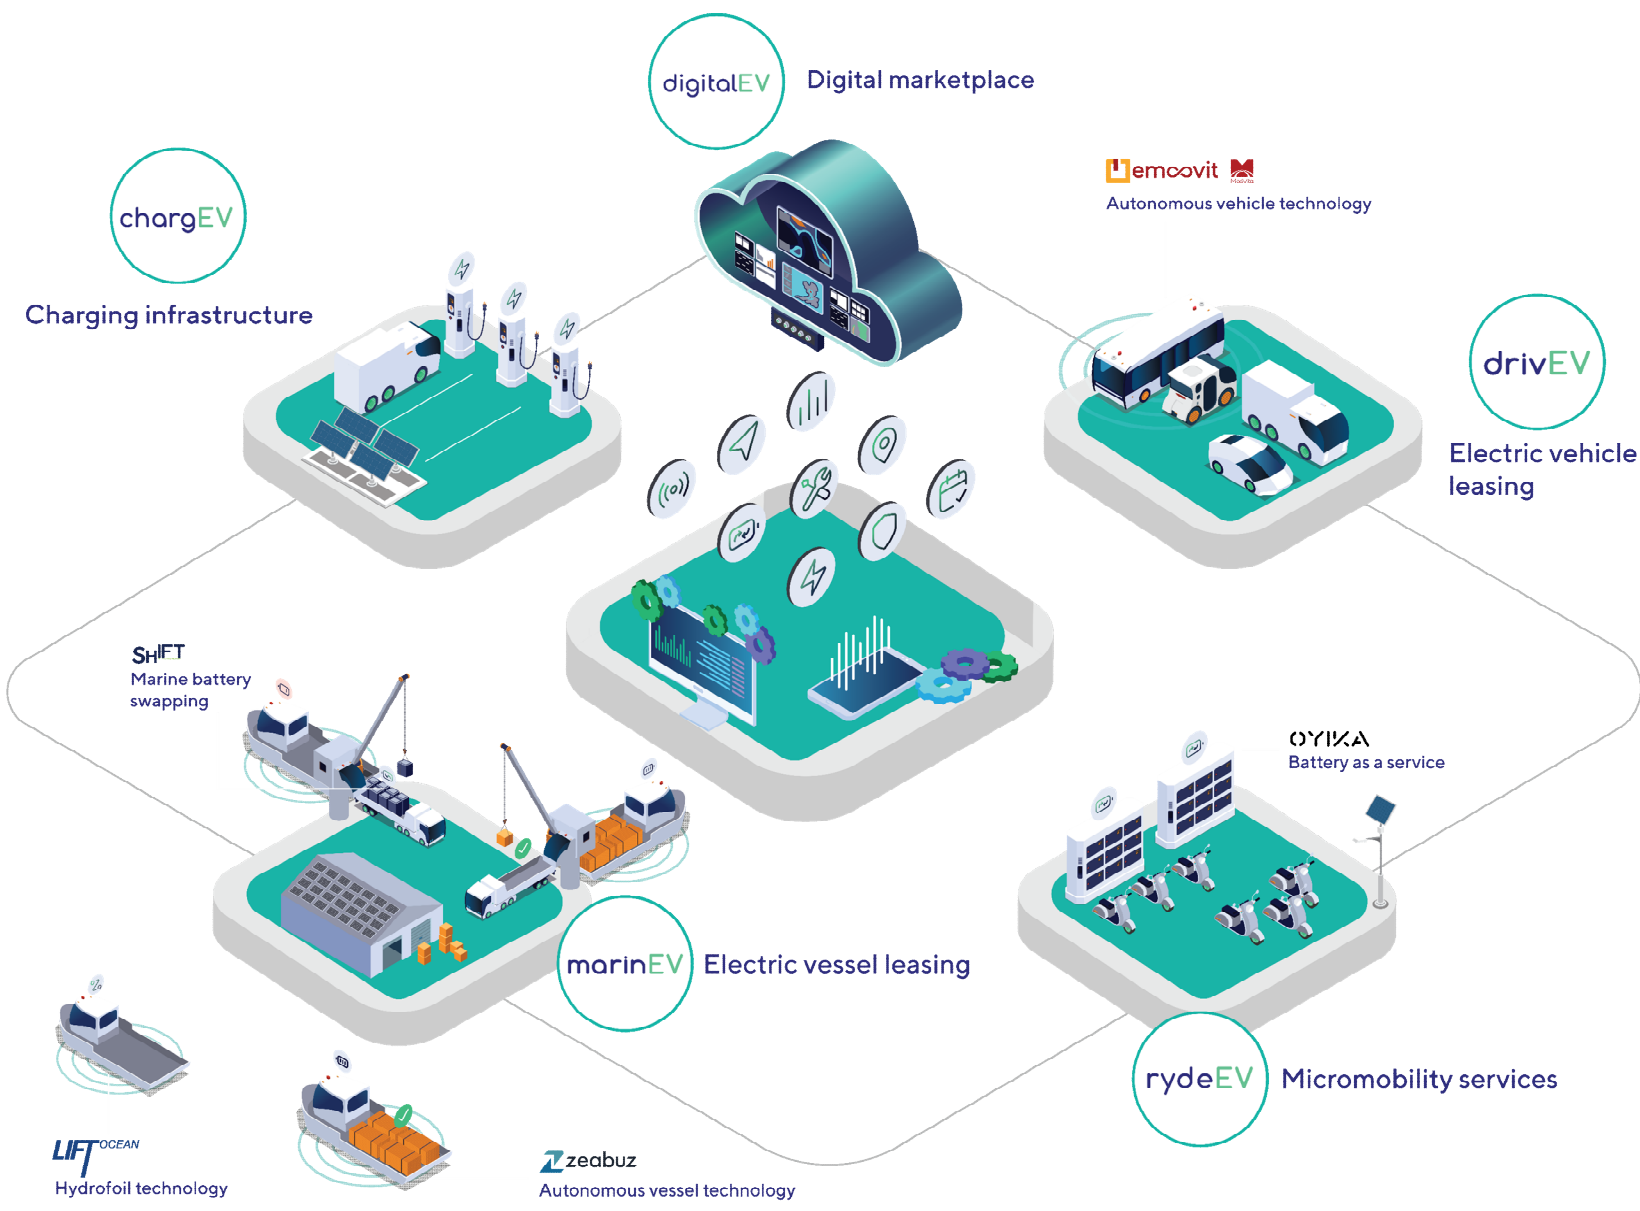 digitalEV
Digital marketplace
chargEV
Charging infrastructure
emoovit
Autonomous vehicle technology
drivEV
Electric vehicle
leasing
SHIFT
Marine battery
swapping
OYIKA
Battery as a service
marinEV
Electric vessel leasing
rydeEV
Micromobility services
LIFT OCEAN
Hydrofoil technology
zeabuz
Autonomous vessel technology